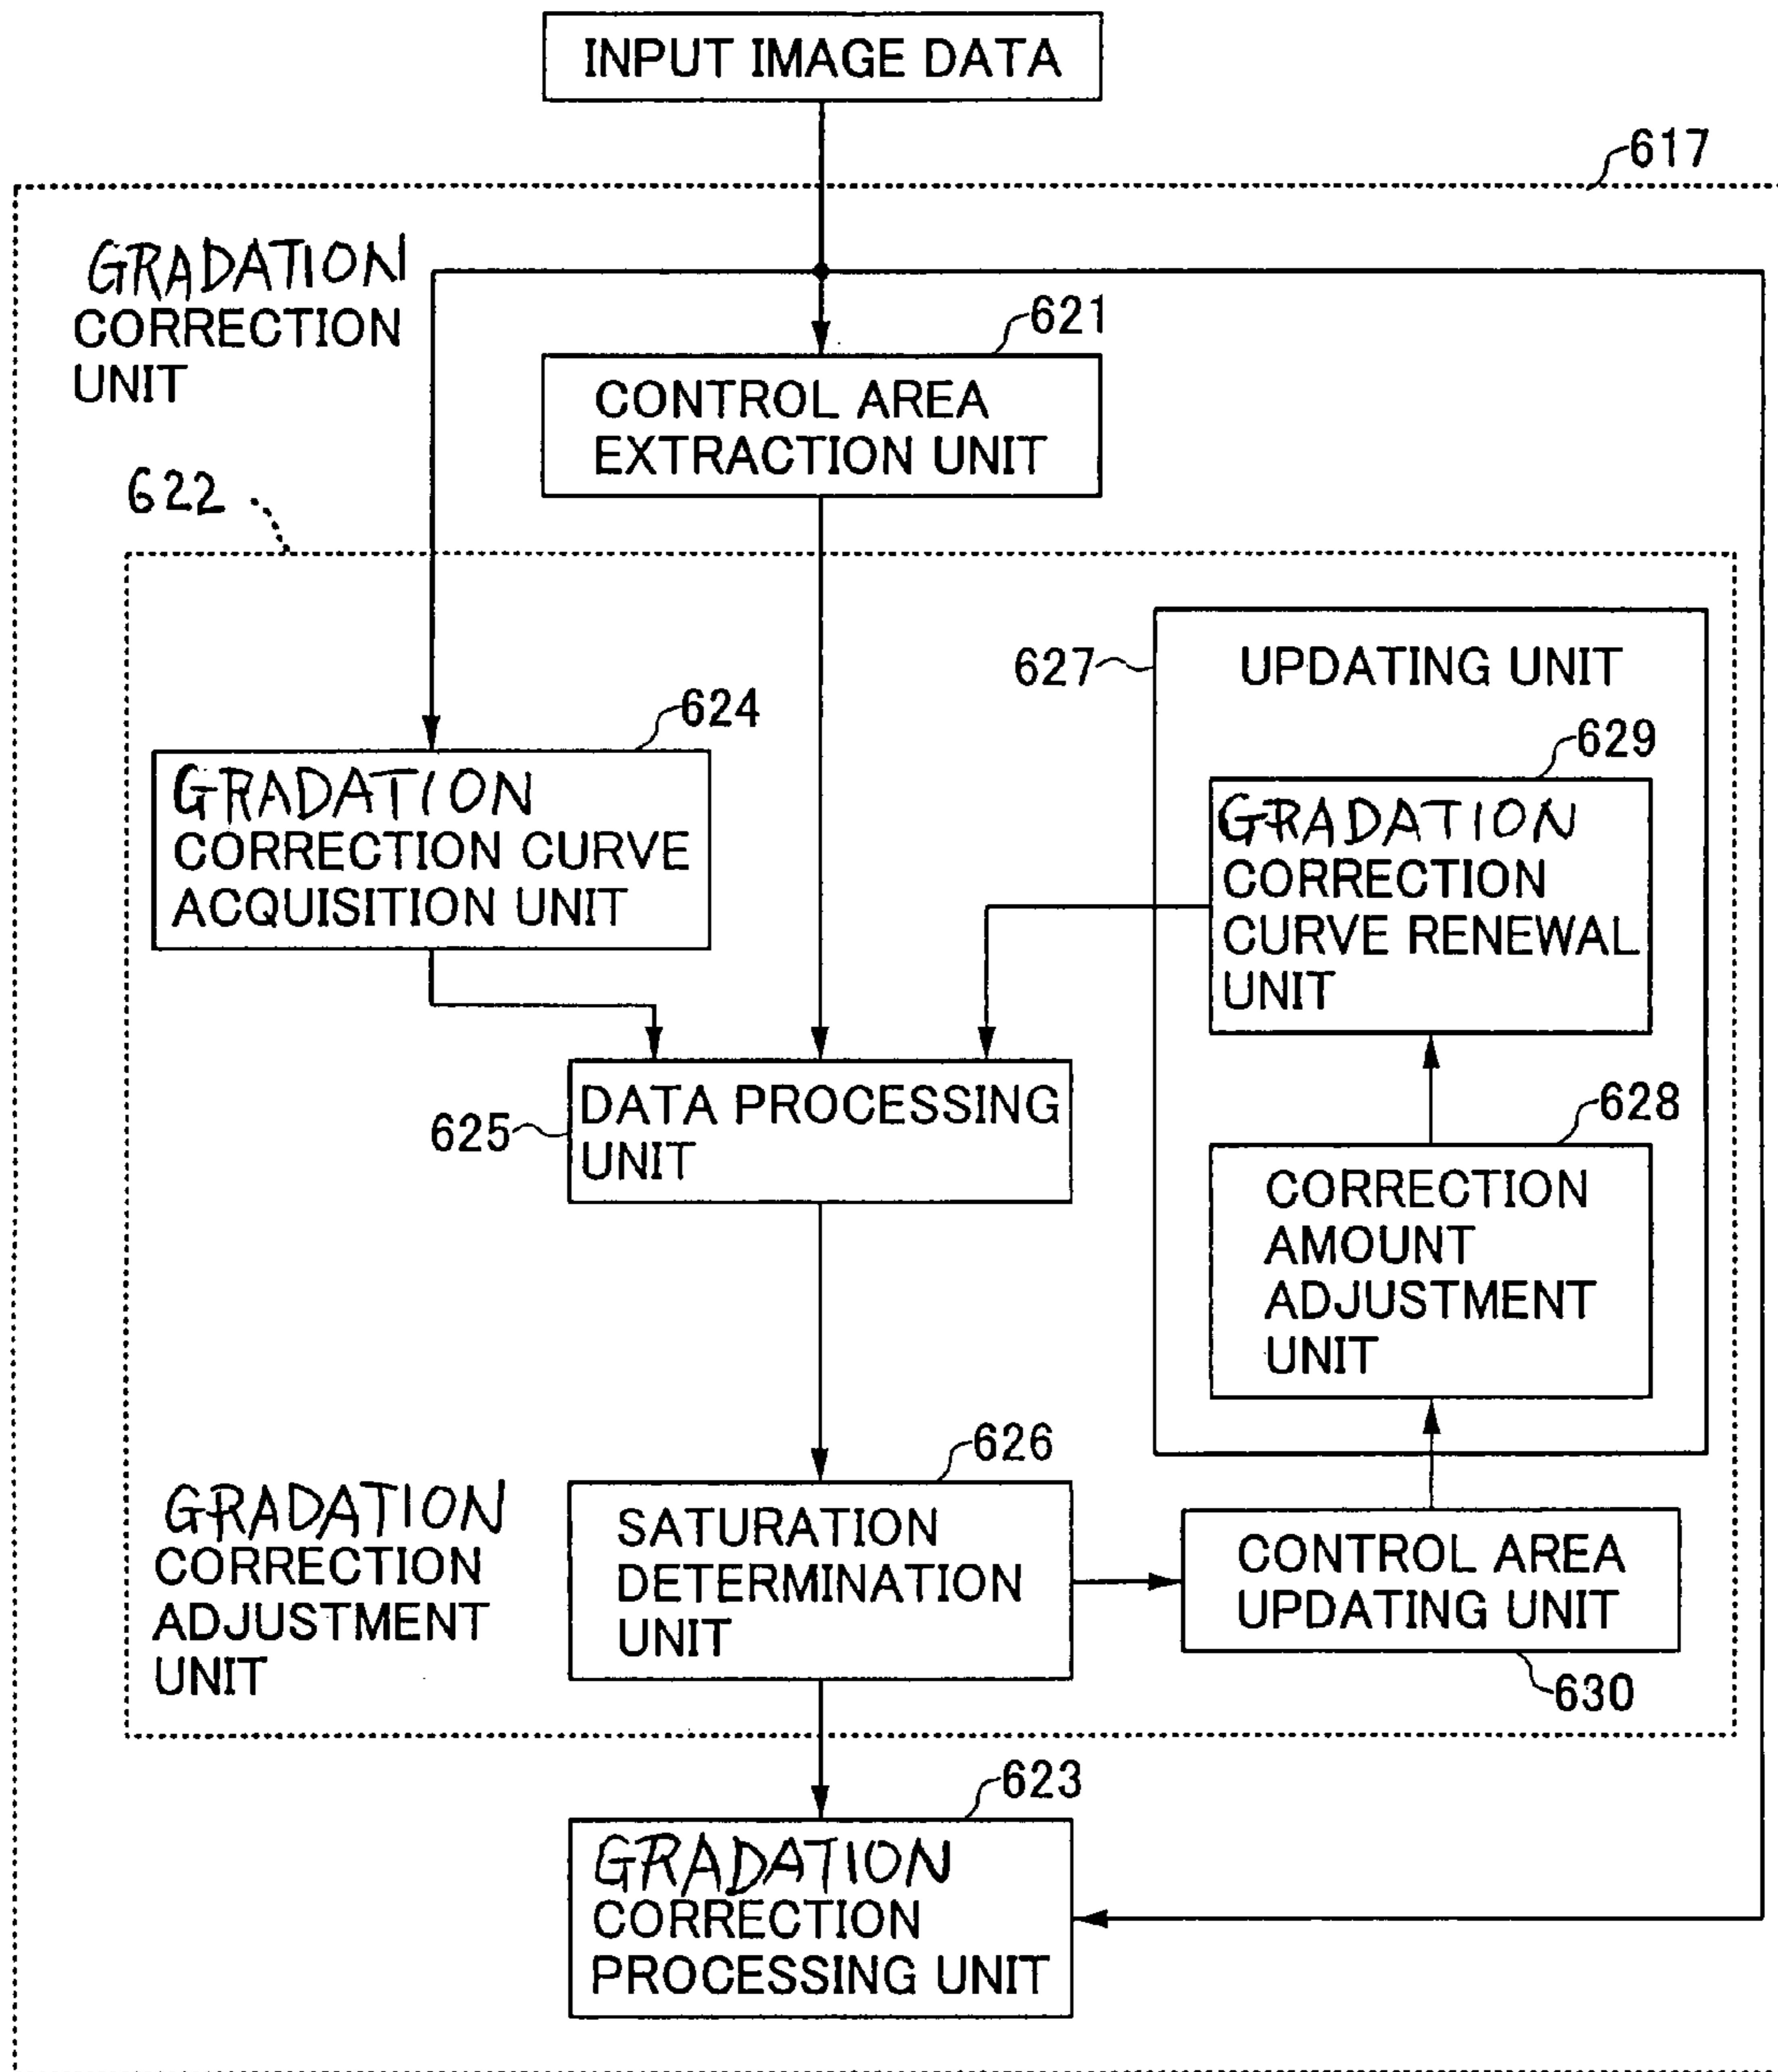 INPUT IMAGE DATA
617
GRADATION
CORRECTION
UNIT
621
CONTROL AREA
EXTRACTION UNIT
622
627
UPDATING UNIT
624
GRADATION
CORRECTION CURVE
ACQUISITION UNIT
629
GRADATION
CORRECTION
CURVE RENEWAL
UNIT
625
DATA PROCESSING
UNIT
628
CORRECTION
AMOUNT
ADJUSTMENT
UNIT
626
GRADATION
CORRECTION
ADJUSTMENT
UNIT
SATURATION
DETERMINATION
UNIT
CONTROL AREA
UPDATING UNIT
630
623
GRADATION
CORRECTION
PROCESSING UNIT